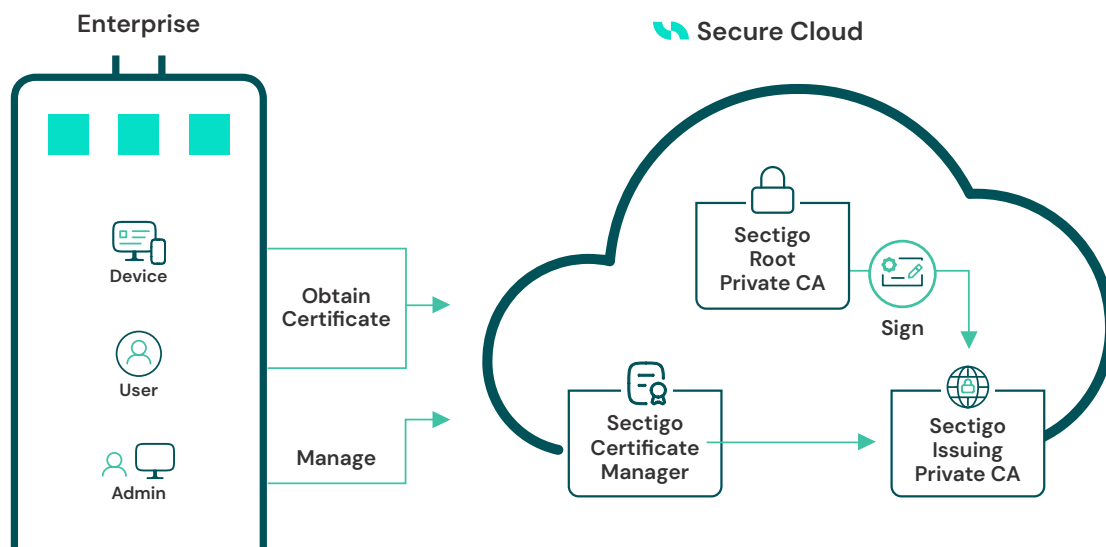 Enterprise
Secure Cloud
Device
User
Admin
Obtain
Certificate
Manage
Sectigo
Root
Private CA
Sign
Sectigo
Certificate
Manager
Sectigo
Issuing
Private CA